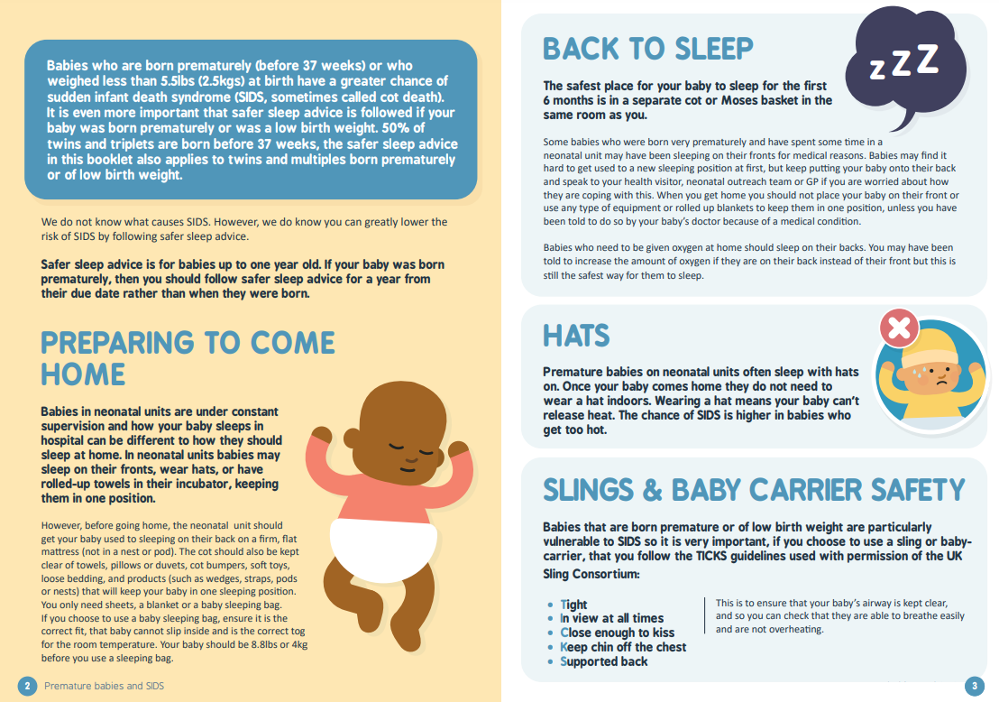 Babies who are born prematurely (before 37 weeks) or who
weighed less than 5.5lbs (2.5kgs) at birth have a greater chance of
sudden infant death syndrome (SIDS, sometimes called cot death).
It is even more important that safer sleep advice is followed if your
baby was born prematurely or was a low birth weight. 50% of
twins and triplets are born before 37 weeks, the safer sleep advice
in this booklet also applies to twins and multiples born prematurely
or of low birth weight.
We do not know what causes SIDS. However, we do know you can greatly lower the
risk of SIDS by following safer sleep advice.
Safer sleep advice is for babies up to one year old. If your baby was born
prematurely, then you should follow safer sleep advice for a year from
their due date rather than when they were born.
PREPARING TO COME
HOME
Babies in neonatal units are under constant
supervision and how your baby sleeps in
hospital can be different to how they should
sleep at home. In neonatal units babies may
sleep on their fronts, wear hats, or have
rolled-up towels in their incubator, keeping
them in one position.
However, before going home, the neonatal unit should
get your baby used to sleeping on their back on a firm, flat
mattress (not in a nest or pod). The cot should also be kept
clear of towels, pillows or duvets, cot bumpers, soft toys,
loose bedding, and products (such as wedges, straps, pods
or nests) that will keep your baby in one sleeping position.
You only need sheets, a blanket or a baby sleeping bag.
If you choose to use a baby sleeping bag, ensure it is the
correct fit, that baby cannot slip inside and is the correct tog
for the room temperature. Your baby should be 8.8lbs or 4kg
before you use a sleeping bag.
2 Premature babies and SIDS
BACK TO SLEEP
z Z Z
The safest place for your baby to sleep for the first
6 months is in a separate cot or Moses basket in the
same room as you.
Some babies who were born very prematurely and have spent some time in a
neonatal unit may have been sleeping on their fronts for medical reasons. Babies may find it
hard to get used to a new sleeping position at first, but keep putting your baby onto their back
and speak to your health visitor, neonatal outreach team or GP if you are worried about how
they are coping with this. When you get home you should not place your baby on their front or
use any type of equipment or rolled up blankets to keep them in one position, unless you have
been told to do so by your baby's doctor because of a medical condition.
Babies who need to be given oxygen at home should sleep on their backs. You may have been
told to increase the amount of oxygen if they are on their back instead of their front but this is
still the safest way for them to sleep.
HATS
Premature babies on neonatal units often sleep with hats
on. Once your baby comes home they do not need to
wear a hat indoors. Wearing a hat means your baby can't
release heat. The chance of SIDS is higher in babies who
get too hot.
SLINGS & BABY CARRIER SAFETY
Babies that are born premature or of low birth weight are particularly
vulnerable to SIDS so it is very important, if you choose to use a sling or baby-
carrier, that you follow the TICKS guidelines used with permission of the UK
Sling Consortium:
• Tight
• In view at all times
• Close enough to kiss
• Keep chin off the chest
• Supported back
This is to ensure that your baby's airway is kept clear,
and so you can check that they are able to breathe easily
and are not overheating.
3